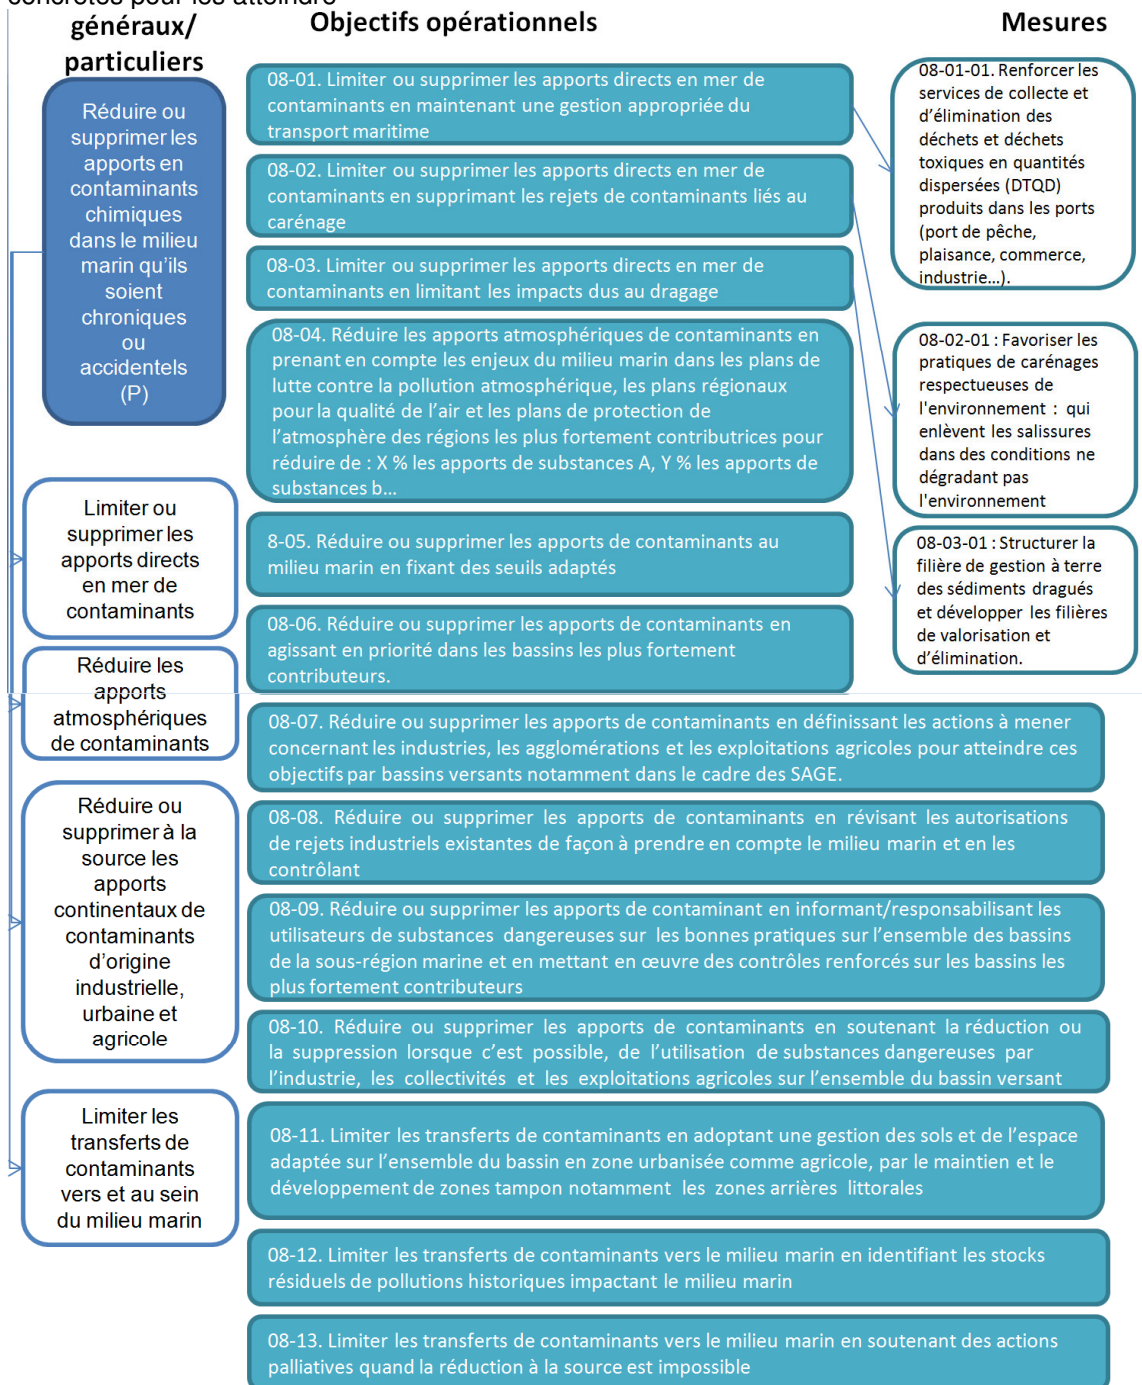 concrètes pour les atteindre
généraux/
particuliers
Objectifs opérationnels
Mesures
Réduire ou
supprimer les
apports en
contaminants
chimiques
dans le milieu
marin qu'ils
soient
chroniques
ou
accidentels
(P)
Limiter ou
supprimer les
apports directs
en mer de
contaminants
Réduire les
apports
atmosphériques
de contaminants
Réduire ou
supprimer à la
source les
apports
continentaux de
contaminants
d'origine
industrielle,
urbaine et
agricole
Limiter les
transferts de
contaminants
vers et au sein
du milieu marin
08-01. Limiter ou supprimer les apports directs en mer de
contaminants en maintenant une gestion appropriée du
transport maritime
08-02. Limiter ou supprimer les apports directs en mer de
contaminants en supprimant les rejets de contaminants liés au
carénage
08-03. Limiter ou supprimer les apports directs en mer de
contaminants en limitant les impacts dus au dragage
08-04. Réduire les apports atmosphériques de contaminants en
prenant en compte les enjeux du milieu marin dans les plans de
lutte contre la pollution atmosphérique, les plans régionaux
pour la qualité de l'air et les plans de protection de
l'atmosphère des régions les plus fortement contributrices pour
réduire de : X % les apports de substances A, Y % les apports de
substances b...
8-05. Réduire ou supprimer les apports de contaminants au
milieu marin en fixant des seuils adaptés
08-06. Réduire ou supprimer les apports de contaminants en
agissant en priorité dans les bassins les plus fortement
contributeurs.
08-07. Réduire ou supprimer les apports de contaminants en définissant les actions à mener
concernant les industries, les agglomérations et les exploitations agricoles pour atteindre ces
objectifs par bassins versants notamment dans le cadre des SAGE.
08-08. Réduire ou supprimer les apports de contaminants en révisant les autorisations
de rejets industriels existantes de façon à prendre en compte le milieu marin et en les
contrôlant
08-09. Réduire ou supprimer les apports de contaminant en informant/responsabilisant les
utilisateurs de substances dangereuses sur les bonnes pratiques sur l'ensemble des bassins
de la sous-région marine et en mettant en œuvre des contrôles renforcés sur les bassins les
plus fortement contributeurs
08-10. Réduire ou supprimer les apports de contaminants en soutenant la réduction ou
la suppression lorsque c'est possible, de l'utilisation de substances dangereuses par
l'industrie, les collectivités et les exploitations agricoles sur l'ensemble du bassin versant
08-11. Limiter les transferts de contaminants en adoptant une gestion des sols et de l'espace
adaptée sur l'ensemble du bassin en zone urbanisée comme agricole, par le maintien et le
développement de zones tampon notamment les zones arrières littorales
08-12. Limiter les transferts de contaminants vers le milieu marin en identifiant les stocks
résiduels de pollutions historiques impactant le milieu marin
08-13. Limiter les transferts de contaminants vers le milieu marin en soutenant des actions
palliatives quand la réduction à la source est impossible
08-01-01. Renforcer les
services de collecte et
d'élimination des
déchets et déchets
toxiques en quantités
dispersées (DTQD)
produits dans les ports
(port de pêche,
plaisance, commerce,
industrie...).
08-02-01 : Favoriser les
pratiques de carénages
respectueuses de
l'environnement : qui
enlèvent les salissures
dans des conditions ne
dégradant pas
l'environnement
08-03-01 : Structurer la
filière de gestion à terre
des sédiments dragués
et développer les filières
de valorisation et
d'élimination.